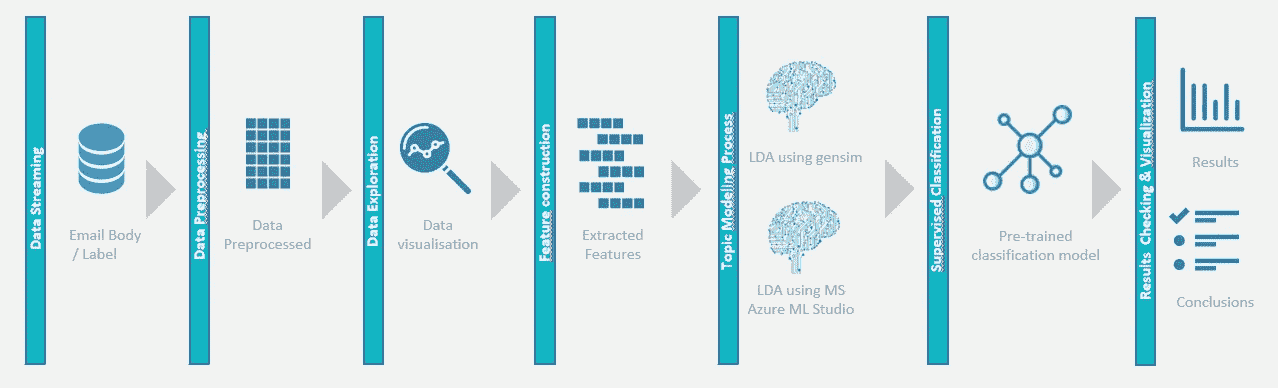 Data Streaming
Email Body
/ Label
Data Preprocessing
Data
Preprocessed
Data Exploration
Data
visualisation
Feature construction
Extracted
Features
Topic Modeling Process
LDA using gensim
LDA using MS
Azure ML Studio
Supervised Classification
Pre-trained
classification model
Results Checking & Visualization
Results
Conclusions